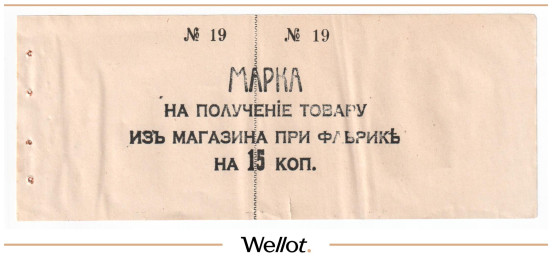 № 19 № 19
МАРКА
НА ПОЛУЧЕНІЕ ТОВАРУ
ИЗЪ МАГАЗИНА ПРИ ФАБРИКѢ
НА 15 КОП.
Wellot.